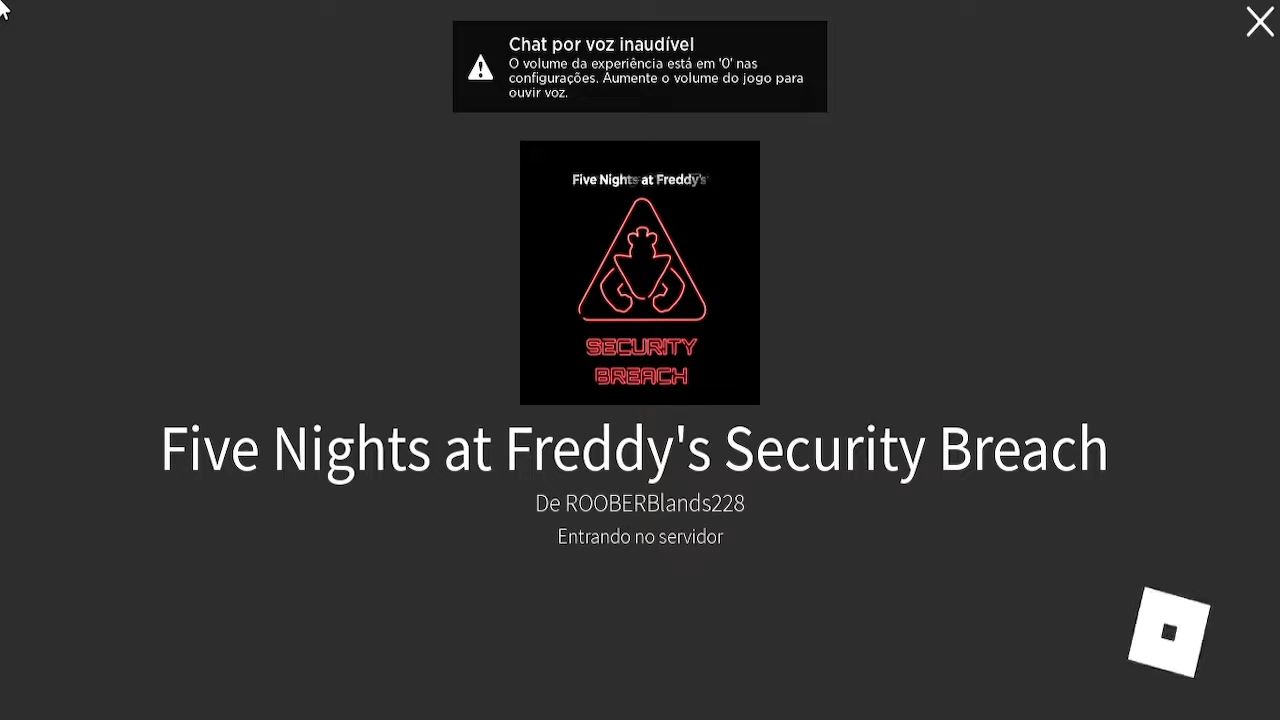 Chat por voz inaudível
O volume da experiência está em '0' nas
configurações. Aumente o volume do jogo para
ouvir voz.
Five Nights at Freddy's
SECURITY
BREACH
Five Nights at Freddy's Security Breach
De ROOBERBlands228
Entrando no servidor